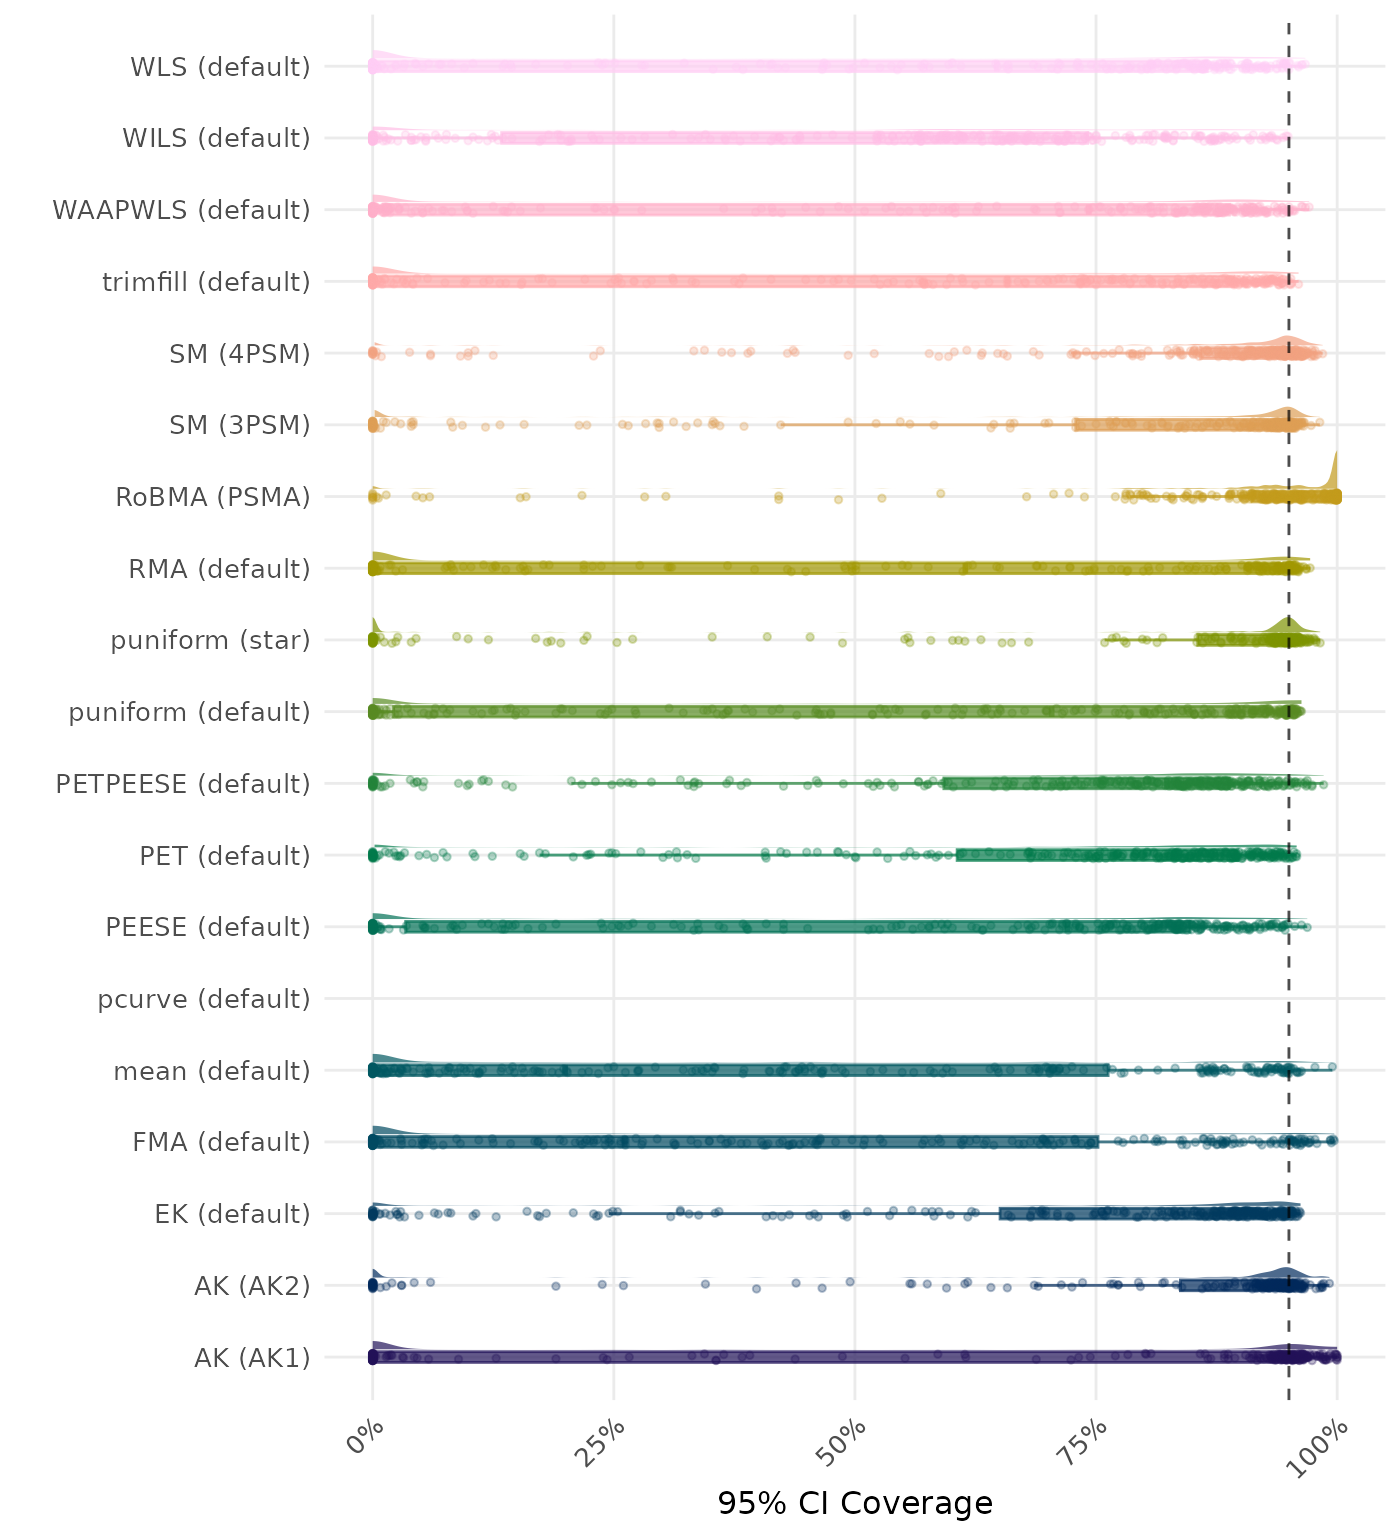 WLS (default)
WILS (default)
WAAPWLS (default)
trimfill (default)
SM (4PSM)
SM (3PSM)
RoBMA (PSMA)
RMA (default)
puniform (star)
puniform (default)
PETPEESE (default)
PET (default)
PEESE (default)
pcurve (default)
mean (default)
FMA (default)
EK (default)
AK (AK2)
AK (AK1)
0%
25%
50%
75%
100%
95% CI Coverage